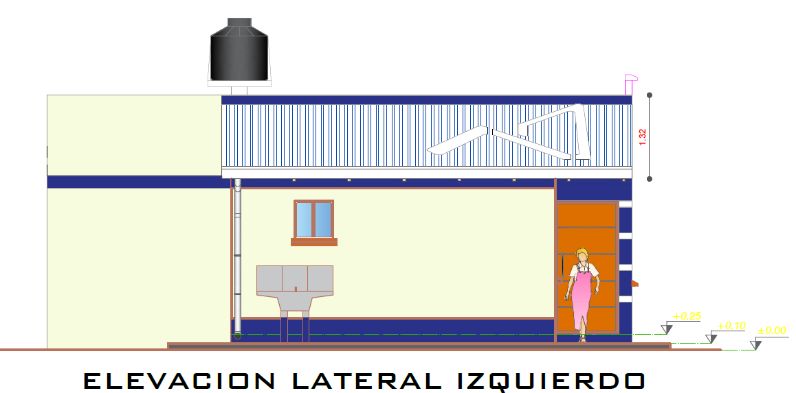 1.32
+0.25
+0.10
+0.00
ELEVACION LATERAL IZQUIERDO